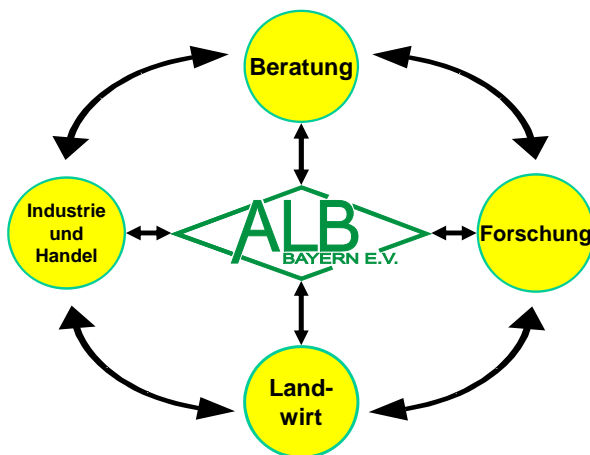 Beratung
Industrie
und
Handel
ALB
BAYERN E.V.
Forschung
Land-
wirt